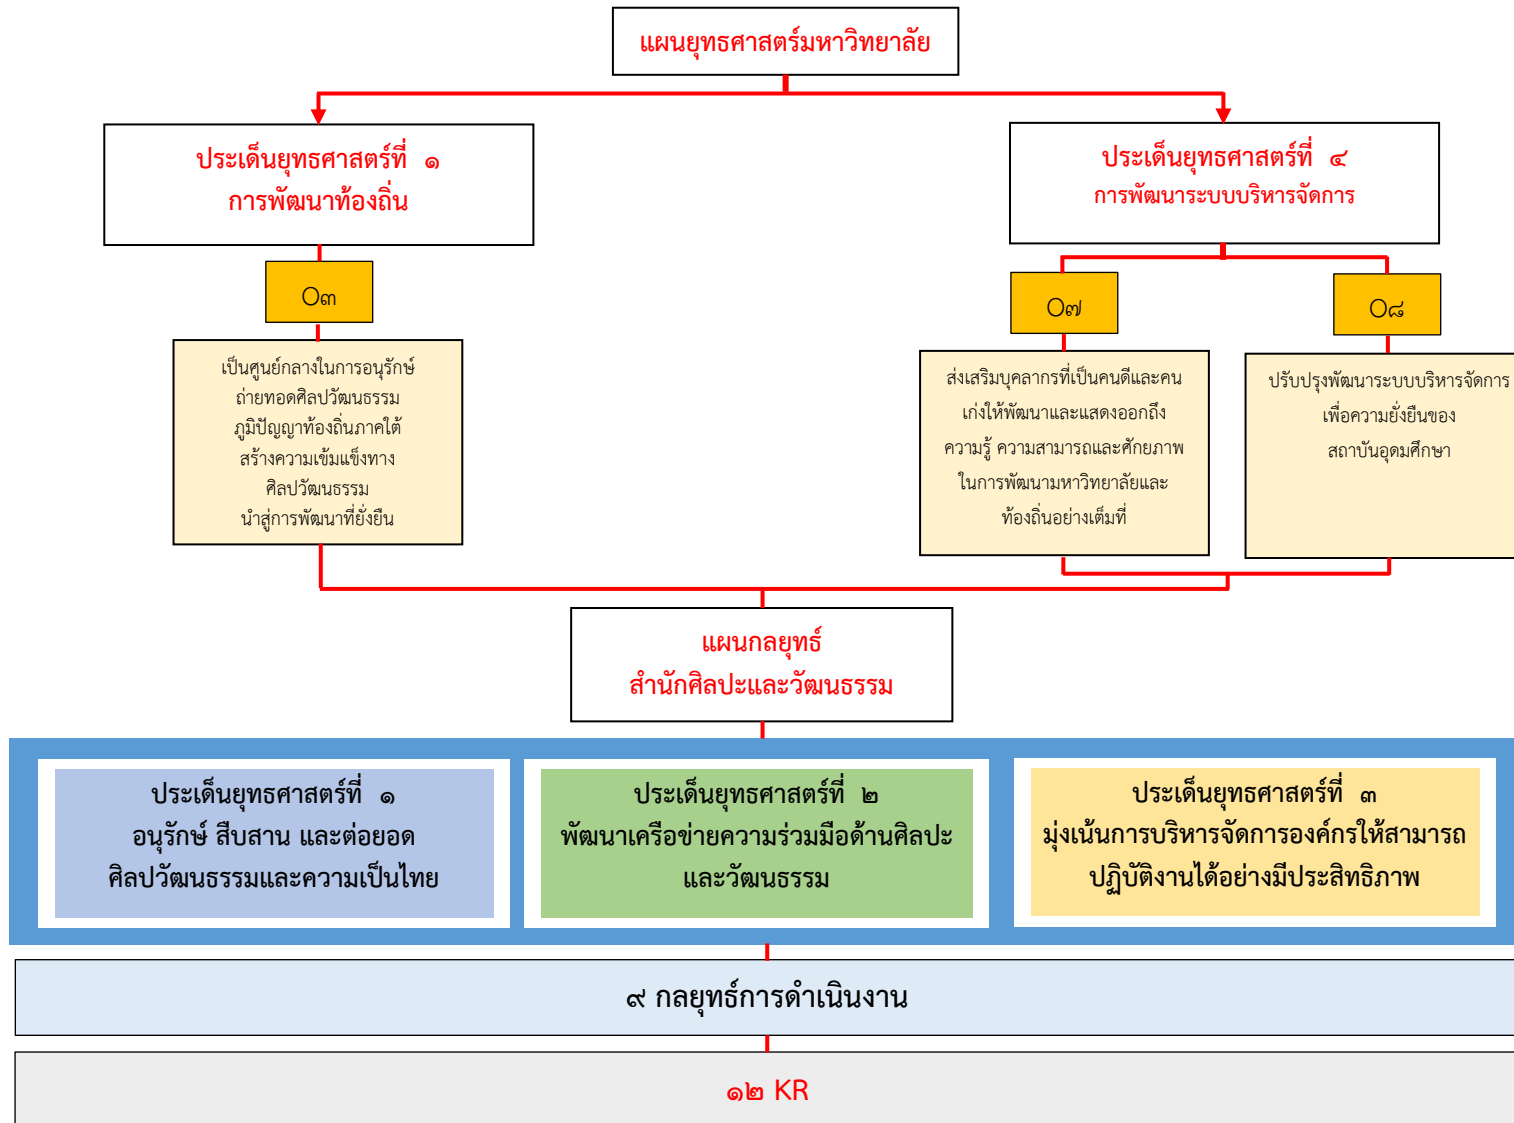 แผนยุทธศาสตร์มหาวิทยาลัย
ประเด็นยุทธศาสตร์ที่ ๑
การพัฒนาท้องถิ่น
ประเด็นยุทธศาสตร์ที่ ๔
การพัฒนาระบบบริหารจัดการ
O๓
O๗
O๘
เป็นศูนย์กลางในการอนุรักษ์
ถ่ายทอดศิลปวัฒนธรรม
ภูมิปัญญาท้องถิ่นภาคใต้
สร้างความเข้มแข็งทาง
ศิลปวัฒนธรรม
นำสู่การพัฒนาที่ยั่งยืน
ส่งเสริมบุคลากรที่เป็นคนดีและคน
เก่งให้พัฒนาและแสดงออกถึง
ความรู้ ความสามารถและศักยภาพ
ในการพัฒนามหาวิทยาลัยและ
ท้องถิ่นอย่างเต็มที่
ปรับปรุงพัฒนาระบบบริหารจัดการ
เพื่อความยั่งยืนของ
สถาบันอุดมศึกษา
แผนกลยุทธ์
สำนักศิลปะและวัฒนธรรม
ประเด็นยุทธศาสตร์ที่ ๑
อนุรักษ์ สืบสาน และต่อยอด
ศิลปวัฒนธรรมและความเป็นไทย
ประเด็นยุทธศาสตร์ที่ ๒
พัฒนาเครือข่ายความร่วมมือด้านศิลปะ
และวัฒนธรรม
ประเด็นยุทธศาสตร์ที่ ๓
มุ่งเน้นการบริหารจัดการองค์กรให้สามารถ
ปฏิบัติงานได้อย่างมีประสิทธิภาพ
๙ กลยุทธ์การดำเนินงาน
๑๒ KR